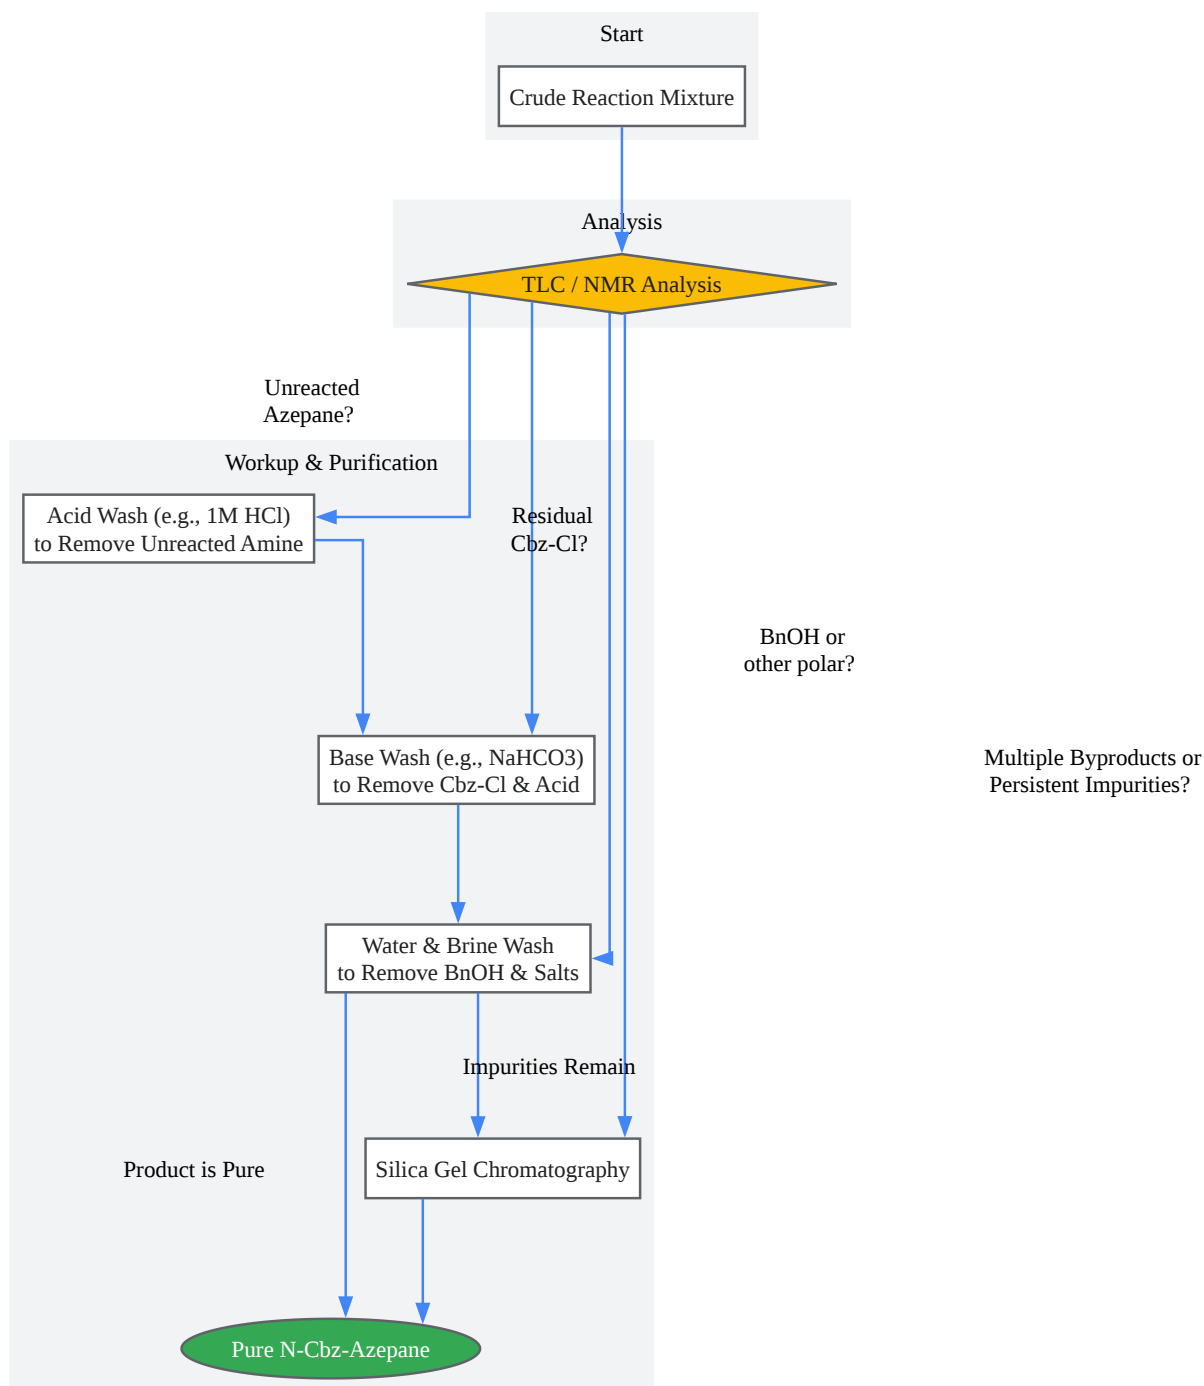 Start
Crude Reaction Mixture
Analysis
TLC / NMR Analysis
Unreacted
Azepane?
Workup & Purification
Acid Wash (e.g., 1M HCl)
to Remove Unreacted Amine
Residual
Cbz-Cl?
BnOH or
other polar?
Multiple Byproducts or
Persistent Impurities?
Base Wash (e.g., NaHCO3)
to Remove Cbz-Cl & Acid
Water & Brine Wash
to Remove BnOH & Salts
Impurities Remain
Product is Pure
Silica Gel Chromatography
Pure N-Cbz-Azepane